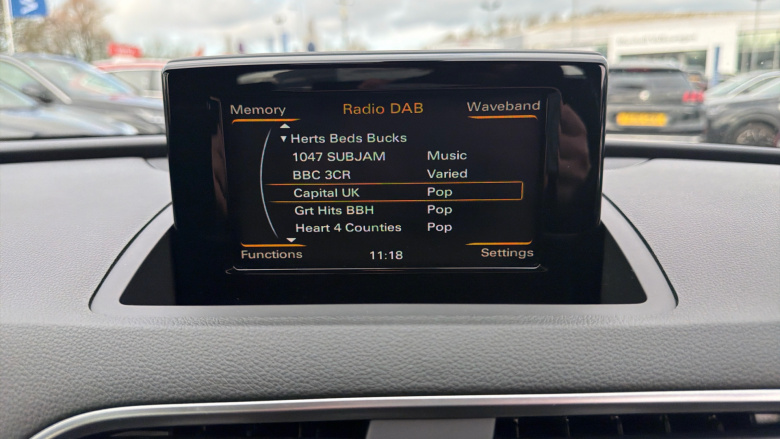 Memory Radio DAB Waveband
Herts Beds Bucks
1047 SUBJAM Music
BBC 3CR Varied
Capital UK Pop
Grt Hits BBH Pop
Heart 4 Counties Pop
Functions 11:18 Settings